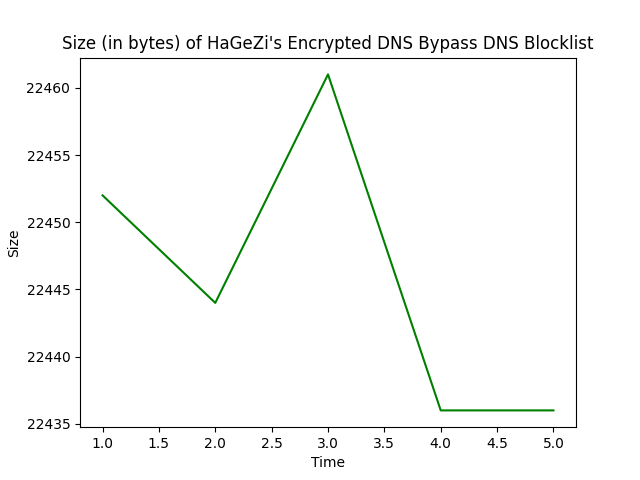 Size (in bytes) of HaGeZi's Encrypted DNS Bypass DNS Blocklist
22460
22455
22450
22445
22440
22435
Size
1.0 1.5 2.0 2.5 3.0 3.5 4.0 4.5 5.0
Time